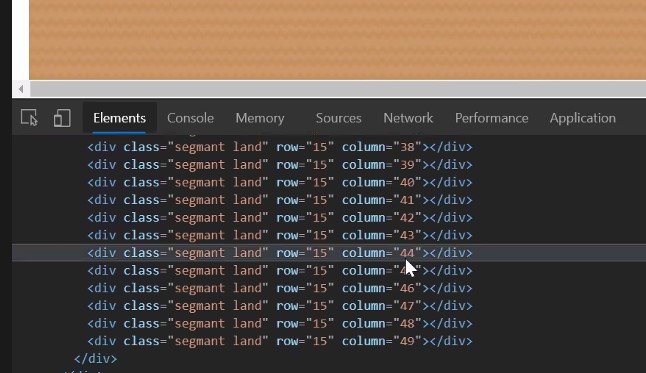 Elements Console Memory Sources Network Performance Application
<div class="segmant land" row="15" column="38"></div>
<div class="segmant land" row="15" column="39"></div>
<div class="segmant land" row="15" column="40"></div>
<div class="segmant land" row="15" column="41"></div>
<div class="segmant land" row="15" column="42"></div>
<div class="segmant land" row="15" column="43"></div>
<div class="segmant land" row="15" column="44"></div>
<div class="segmant land" row="15" ></div>
<div class="segmant land" row="15" column="46"></div>
<div class="segmant land" row="15" column="47"></div>
<div class="segmant land" row="15" column="48"></div>
<div class="segmant land" row="15" column="49"></div>
</div>